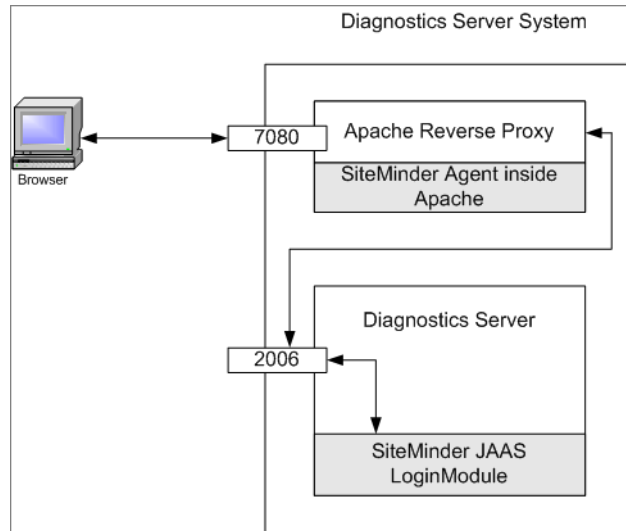 Diagnostics Server System
7080
Apache Reverse Proxy
SiteMinder Agent inside
Apache
Browser
Diagnostics Server
2006
SiteMinder JAAS
LoginModule